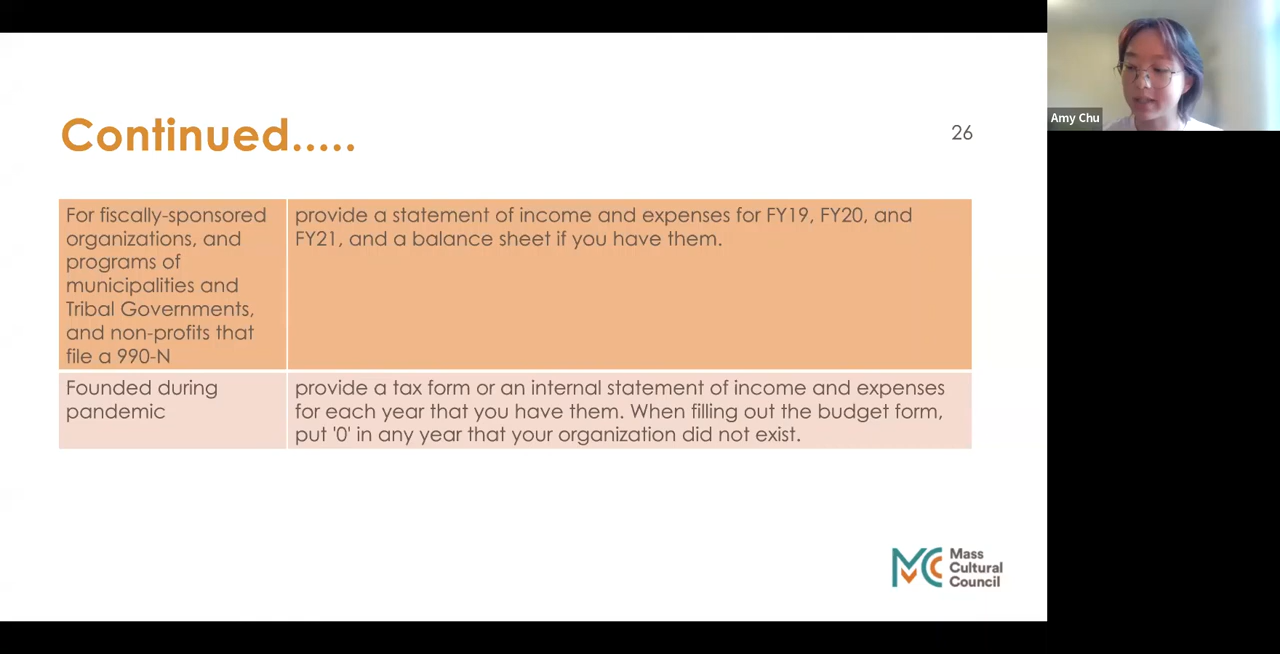 Continued.....
26
For fiscally-sponsored
organizations, and
programs of
municipalities and
Tribal Governments,
and non-profits that
file a 990-N
provide a statement of income and expenses for FY19, FY20, and
FY21, and a balance sheet if you have them.
Founded during
pandemic
provide a tax form or an internal statement of income and expenses
for each year that you have them. When filling out the budget form,
put '0' in any year that your organization did not exist.
MCC
Mass
Cultural
Council
Amy Chu